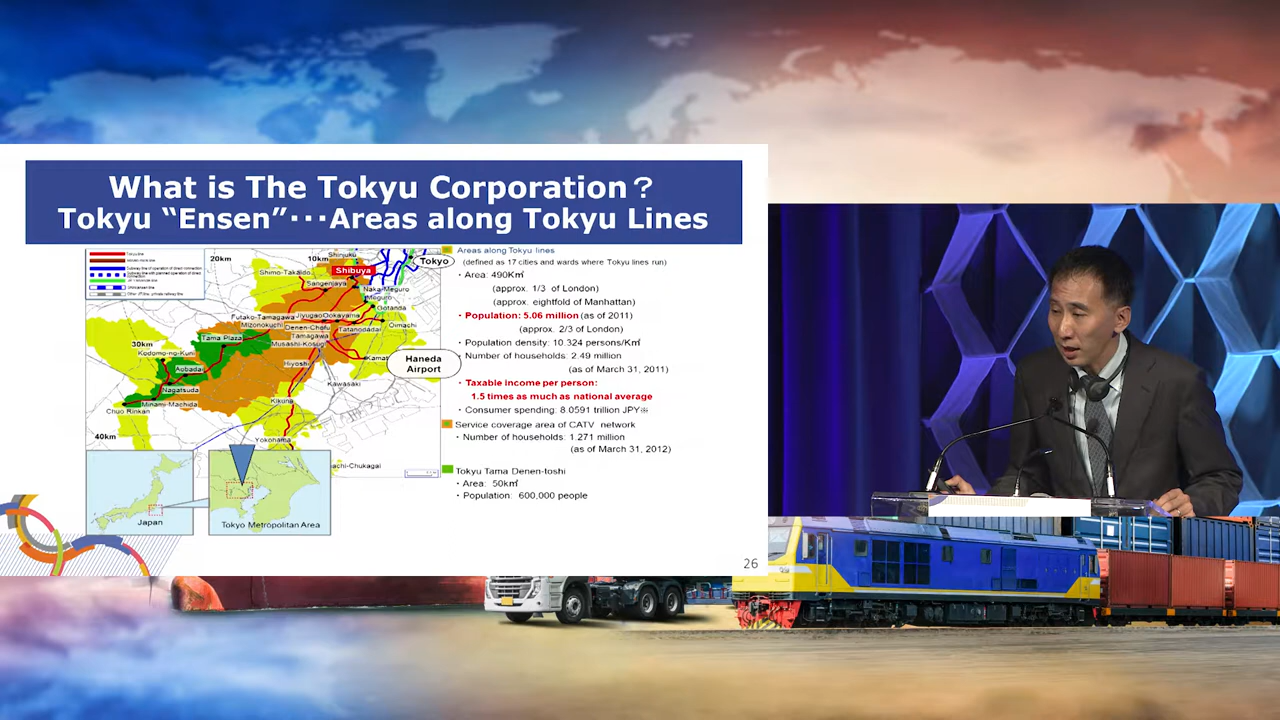 What is The Tokyu Corporation？
Tokyu “Ensen”･･･Areas along Tokyu Lines
20km
10km
Shinjuku
Tokyo
Shibuya
Shimo-Takaido
Sangenjaya
Naka-Meguro
Meguro
Gotanda
Futako-Tamagawa
Jiyugaoka
Ookayama
Oimachi
Mizonokuchi
Denen-Chofu
Tatanodadai
Tama Plaza
Tamagawa
Musashi-Kosugi
30km
Kodomo-no-Kuni
Kamat
Haneda
Airport
Aobadai
Hiyoshi
Nagatsuda
Kawasaki
Minami-Machida
Kikuna
Chuo Rinkan
40km
Yokohama
achi-Chukagai
Japan
Tokyo Metropolitan Area
Areas along Tokyu lines
(defined as 17 cities and wards where Tokyu lines run)
・Area: 490K㎡
(approx. 1/3 of London)
(approx. eightfold of Manhattan)
・Population: 5.06 million (as of 2011)
(approx. 2/3 of London)
・Population density: 10.324 persons/K㎡
・Number of households: 2.49 million
(as of March 31, 2011)
・Taxable income per person:
1.5 times as much as national average
・Consumer spending: 8.0591 trillion JPY※
Service coverage area of CATV network
・Number of households: 1.271 million
(as of March 31, 2012)
Tokyu Tama Denen-toshi
・Area: 50k㎡
・Population: 600,000 people
26